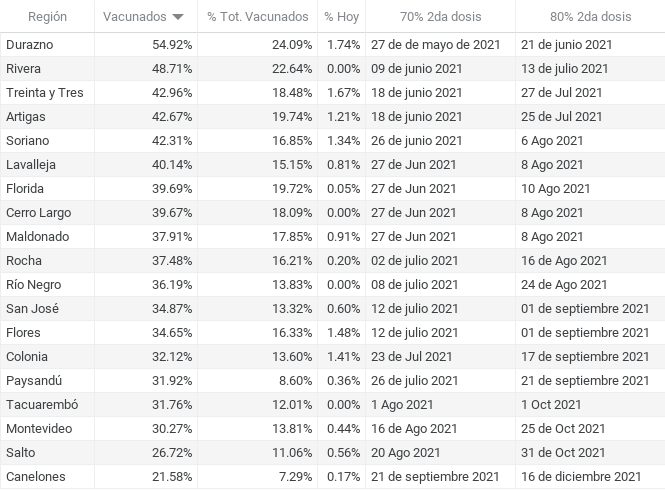 Región Vacunados % Tot. Vacunados % Hoy 70% 2da dosis 80% 2da dosis
Durazno 54.92% 24.09% 1.74% 27 de de mayo de 2021 21 de junio 2021
Rivera 48.71% 22.64% 0.00% 09 de junio 2021 13 de julio 2021
Treinta y Tres 42.96% 18.48% 1.67% 18 de junio 2021 27 de Jul 2021
Artigas 42.67% 19.74% 1.21% 18 de junio 2021 25 de Jul 2021
Soriano 42.31% 16.85% 1.34% 26 de junio 2021 6 Ago 2021
Lavalleja 40.14% 15.15% 0.81% 27 de Jun 2021 8 Ago 2021
Florida 39.69% 19.72% 0.05% 27 de Jun 2021 10 Ago 2021
Cerro Largo 39.67% 18.09% 0.00% 27 de Jun 2021 8 Ago 2021
Maldonado 37.91% 17.85% 0.91% 27 de Jun 2021 8 Ago 2021
Rocha 37.48% 16.21% 0.20% 02 de julio 2021 16 de Ago 2021
Río Negro 36.19% 13.83% 0.00% 08 de julio 2021 24 de Ago 2021
San José 34.87% 13.32% 0.60% 12 de julio 2021 01 de septiembre 2021
Flores 34.65% 16.33% 1.48% 12 de julio 2021 01 de septiembre 2021
Colonia 32.12% 13.60% 1.41% 23 de Jul 2021 17 de septiembre 2021
Paysandú 31.92% 8.60% 0.36% 26 de julio 2021 21 de septiembre 2021
Tacuarembó 31.76% 12.01% 0.00% 1 Ago 2021 1 Oct 2021
Montevideo 30.27% 13.81% 0.44% 16 de Ago 2021 25 de Oct 2021
Salto 26.72% 11.06% 0.56% 20 Ago 2021 31 de Oct 2021
Canelones 21.58% 7.29% 0.17% 21 de septiembre 2021 16 de diciembre 2021